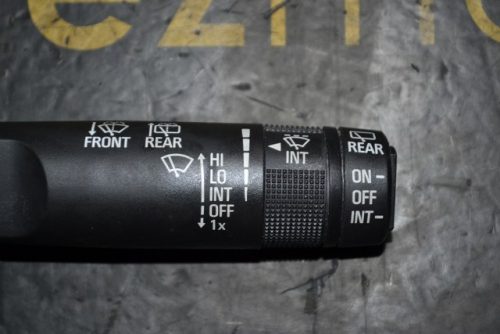 FRONT REAR
HI
LO
INT
OFF
1x
INT
REAR
ON
OFF
INT